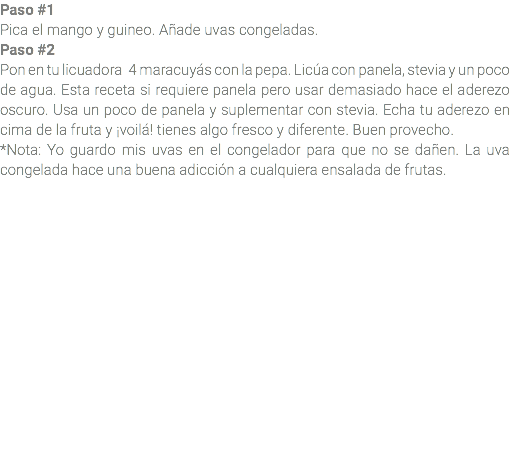 Paso #1
Pica el mango y guineo. Añade uvas congeladas.
Paso #2
Pon en tu licuadora 4 maracuyás con la pepa. Licúa con panela, stevia y un poco
de agua. Esta receta si requiere panela pero usar demasiado hace el aderezo
oscuro. Usa un poco de panela y suplementar con stevia. Echa tu aderezo en
cima de la fruta y ¡voilá! tienes algo fresco y diferente. Buen provecho.
*Nota: Yo guardo mis uvas en el congelador para que no se dañen. La uva
congelada hace una buena adicción a cualquiera ensalada de frutas.